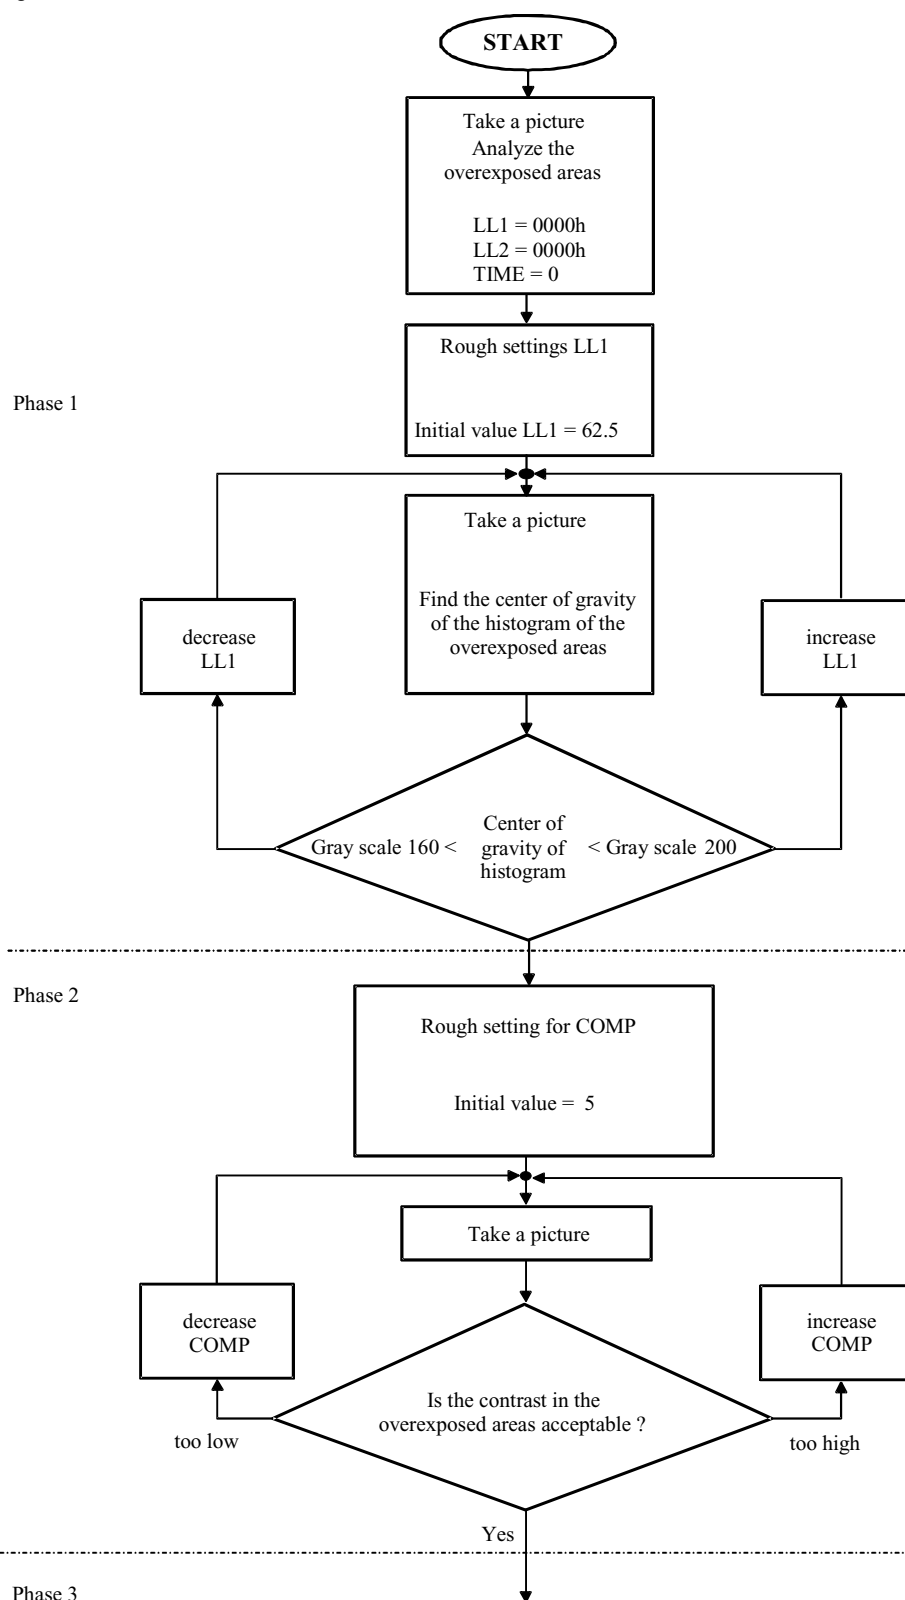 START
Take a picture
Analyze the
overexposed areas
LL1 = 0000h
LL2 = 0000h
TIME = 0
Rough settings LL1
Initial value LL1 = 62.5
Phase 1
Take a picture
Find the center of gravity
of the histogram of the
overexposed areas
decrease
LL1
increase
LL1
Gray scale 160 <
Center of
gravity of
histogram
< Gray scale 200
Phase 2
Rough setting for COMP
Initial value = 5
Take a picture
decrease
COMP
increase
COMP
Is the contrast in the
overexposed areas acceptable ?
too low
too high
Yes
Phase 3